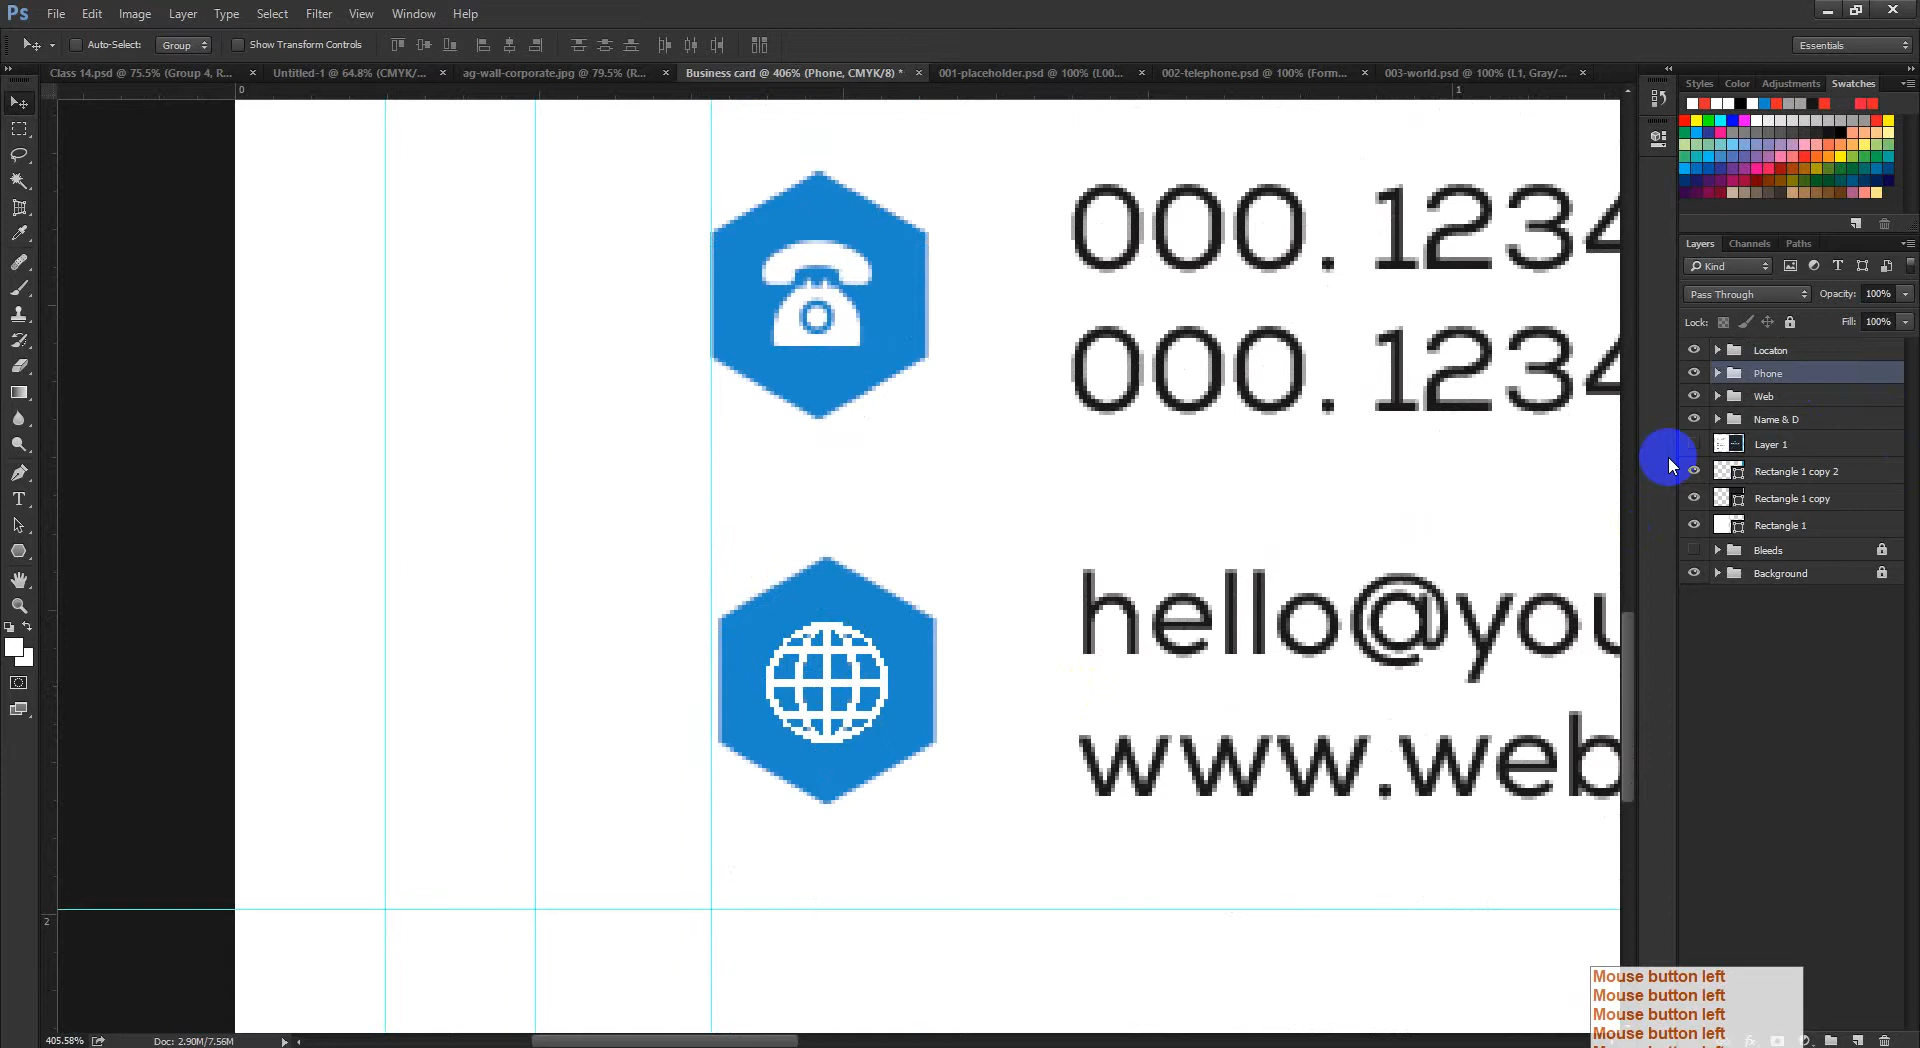 Ps File Edit Image Layer Type Select Filter View Window Help
Auto-Select: Group Show Transform Controls Essentials
Class 14.psd @ 75.5% (Group 4, R... × Untitled-1 @ 64.8% (CMYK/... × ag-wall-corporate.jpg @ 79.5% (R... × Business card @ 406% (Phone, CMYK/8) * × 001-placeholder.psd @ 100% (L00... × 002-telephone.psd @ 100% (Form... × 003-world.psd @ 100% (L1, Gray/... ×
0 1
Styles Color Adjustments Swatches
000. 1234
000. 1234
hello@you
www.web
2
Layers Channels Paths
Kind
Pass Through Opacity: 100%
Lock: Fill: 100%
Locaton
Phone
Web
Name & D
Layer 1
Rectangle 1 copy 2
Rectangle 1 copy
Rectangle 1
Bleeds
Background
Mouse button left
Mouse button left
Mouse button left
Mouse button left
405.58% Doc: 2.90M/7.56M